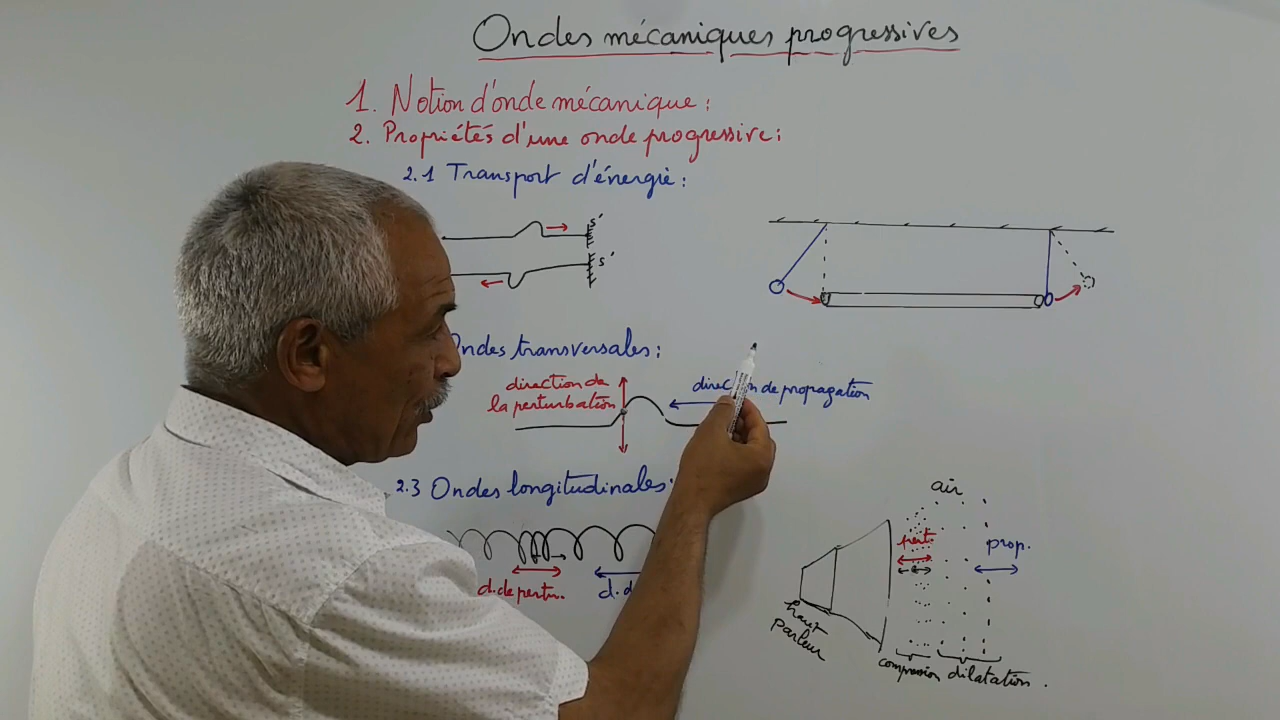 Ondes mécaniques progressives
1. Notion d'onde mécanique :
2. Propriétés d'une onde progressive :
2.1 Transport d'énergie :
S'
S'
Ondes transversales :
direction de
la perturbation
direction de propagation
2.3 Ondes longitudinales :
d. de pertu.
d. d
air
pert.
prop.
haut
parleur
compression dilatation.